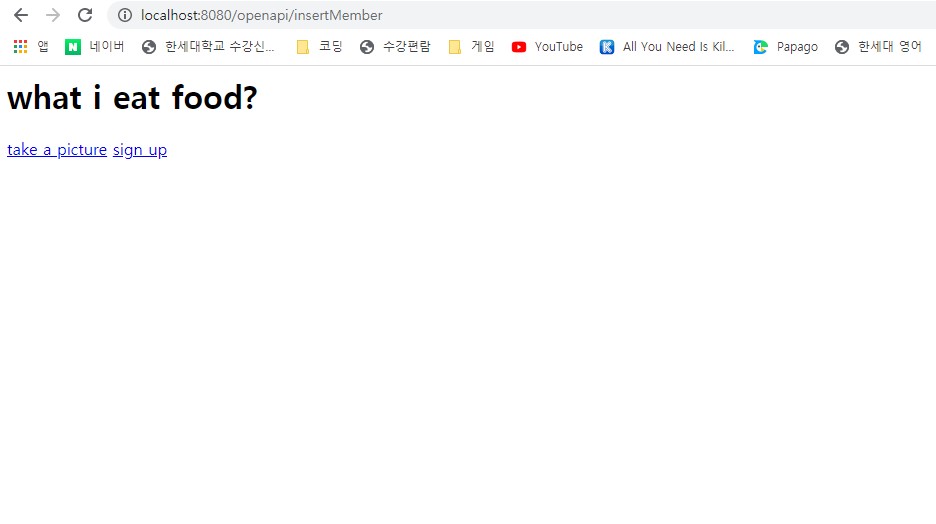 localhost:8080/openapi/insertMember
앱 네이버 한세대학교 수강신... 코딩 수강편람 게임 YouTube All You Need Is Kil... Papago 한세대 영어
what i eat food?
take a picture sign up